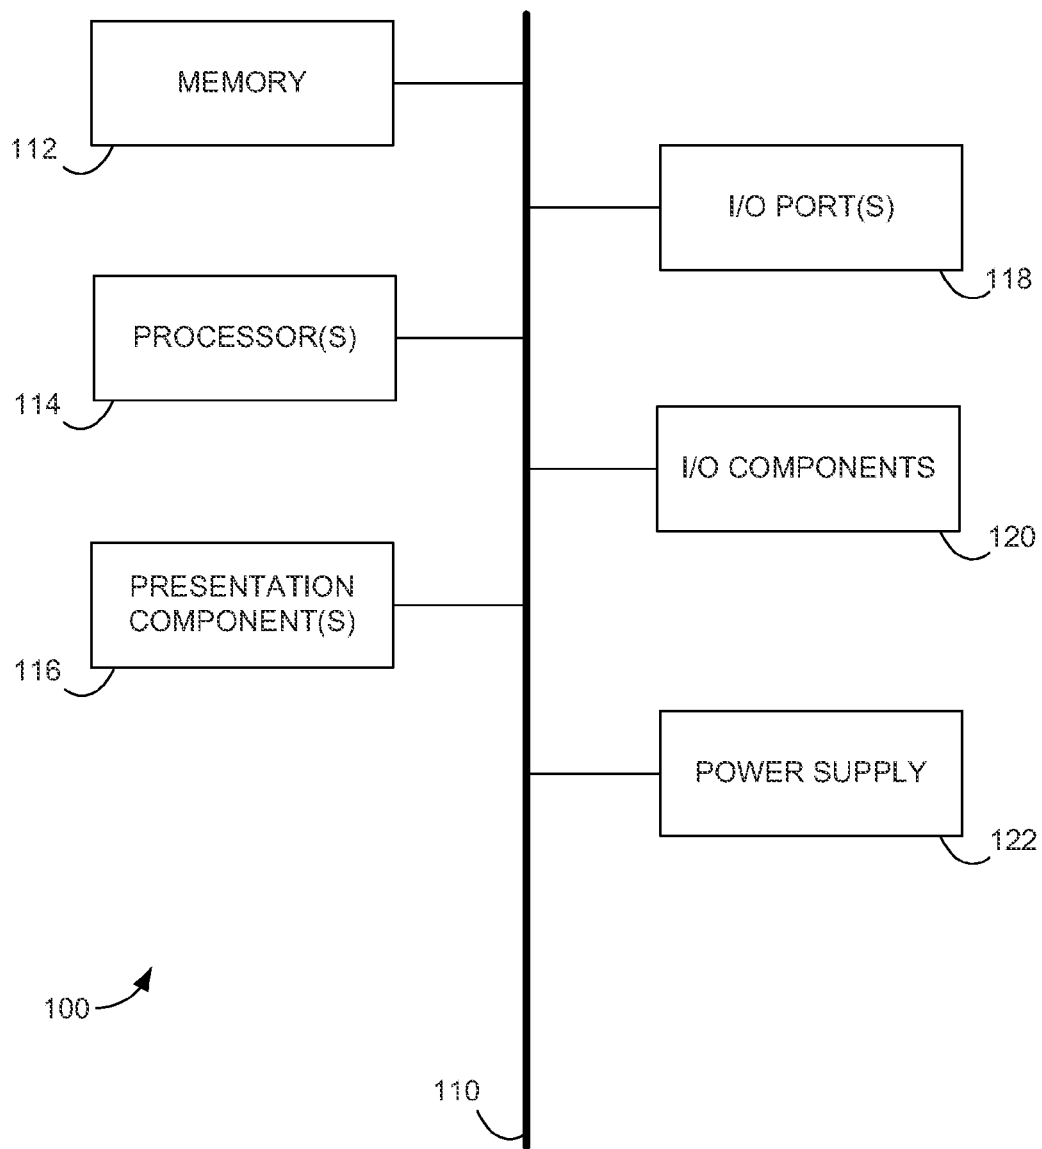 MEMORY
112
I/O PORT(S)
118
PROCESSOR(S)
114
I/O COMPONENTS
120
PRESENTATION
COMPONENT(S)
116
POWER SUPPLY
122
100
110